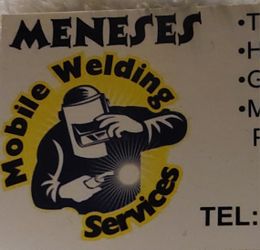 MENESES
Mobile Welding
Services
•T
•H
•G
•M
TEL: